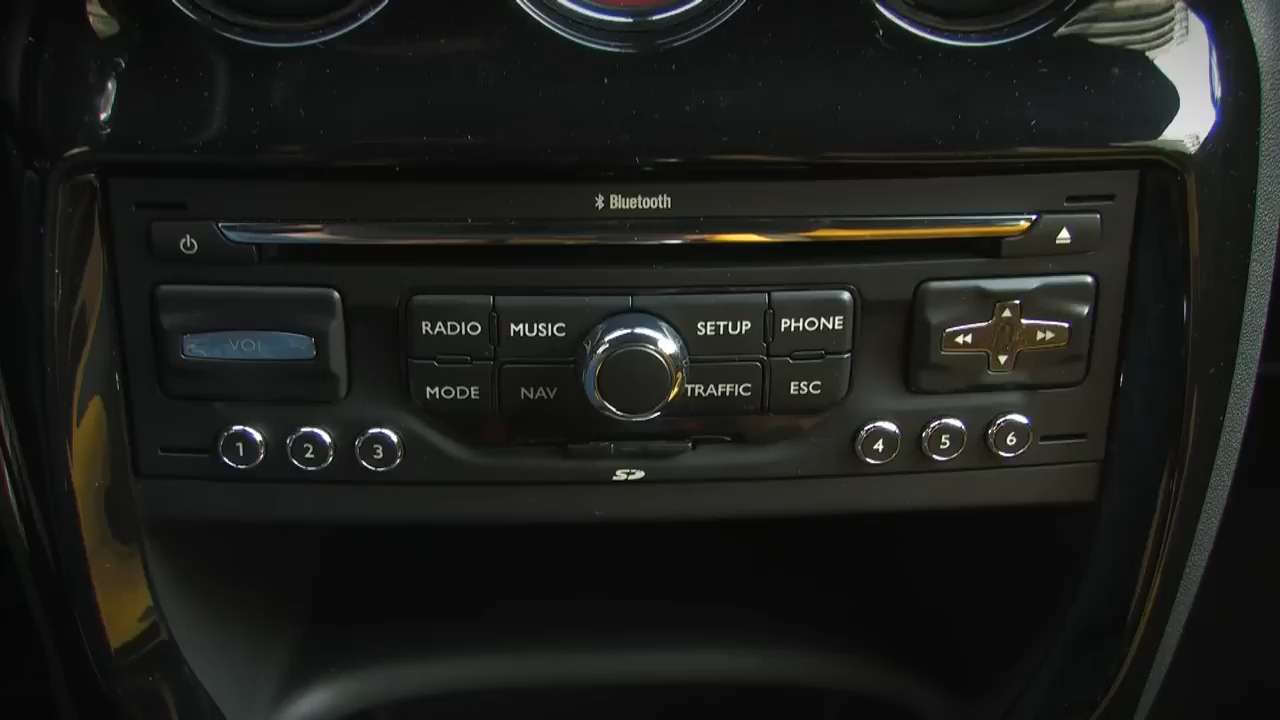 Bluetooth
VOL
RADIO MUSIC SETUP PHONE
MODE NAV TRAFFIC ESC
1 2 3 4 5 6
SD